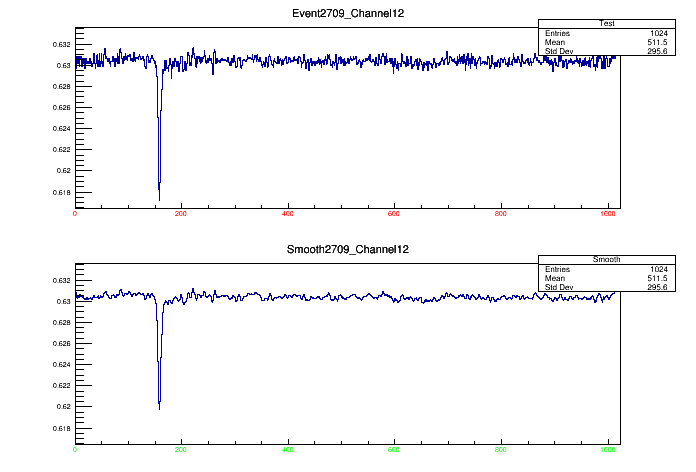 Event2709_Channel12
Test
Entries 1024
Mean 511.5
Std Dev 295.6
0.632
0.63
0.628
0.626
0.624
0.622
0.62
0.618
0 200 400 600 800 1000
Smooth2709_Channel12
Smooth
Entries 1024
Mean 511.5
Std Dev 295.6
0.632
0.63
0.628
0.626
0.624
0.622
0.62
0.618
0 200 400 600 800 1000